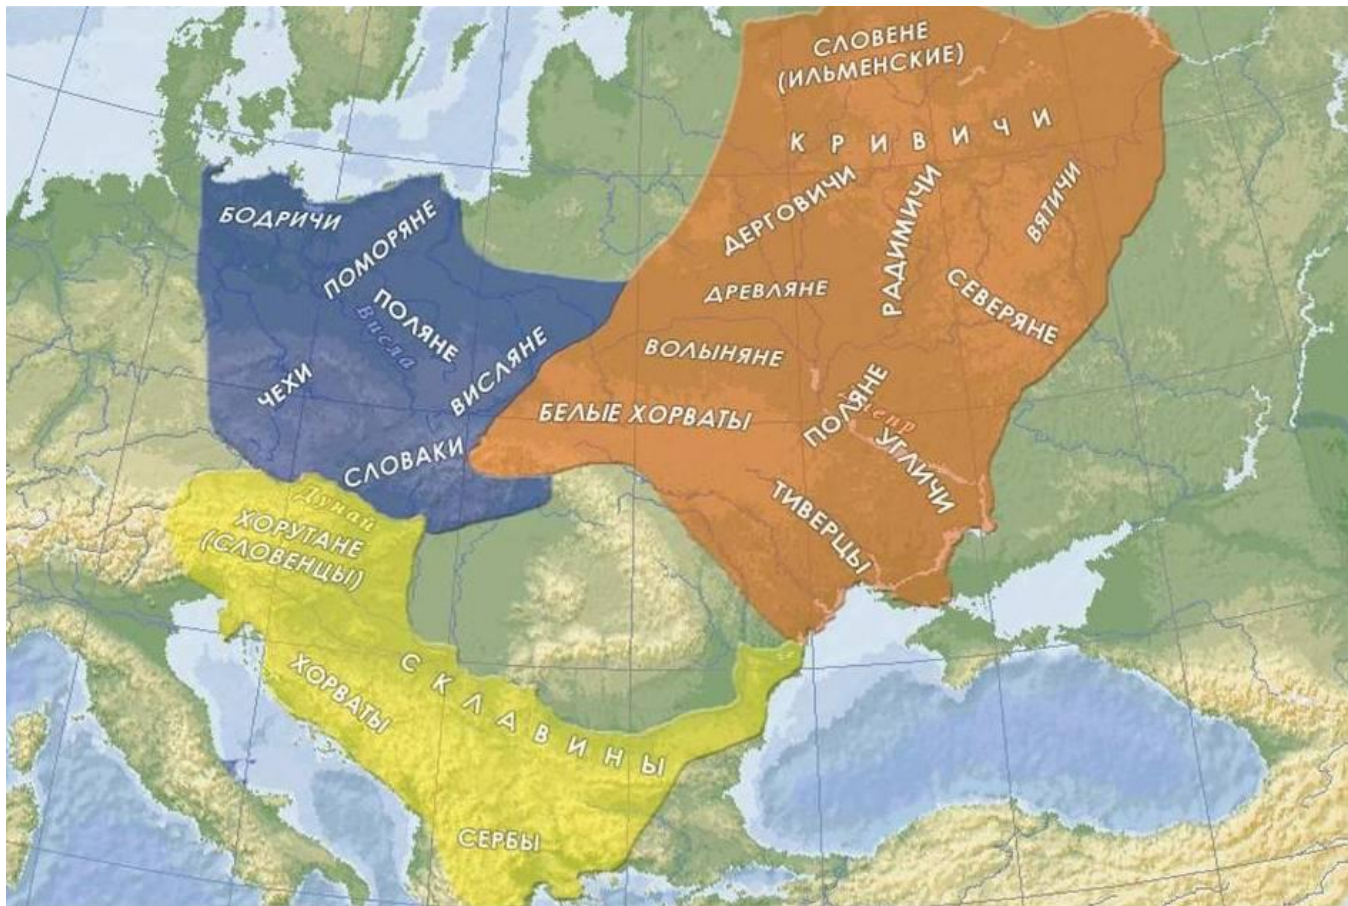 СЛОВЕНЕ
(ИЛЬМЕНСКИЕ)
КРИВИЧИ
ДЕРГОВИЧИ
РАДИМИЧИ
ВЯТИЧИ
БОДРИЧИ
ПОМОРЯНЕ
ДРЕВЛЯНЕ
СЕВЕРЯНЕ
ПОЛЯНЕ
Висла
ВИСЛЯНЕ
ВОЛЫНЯНЕ
ЧЕХИ
БЕЛЫЕ ХОРВАТЫ
ПОЛЯНЕ
УГЛИЧИ
СЛОВАКИ
Дунай
ХОРУТАНЕ
(СЛОВЕНЦЫ)
ТИВЕРЦЫ
ХОРВАТЫ
СКЛАВИНЫ
СЕРБЫ